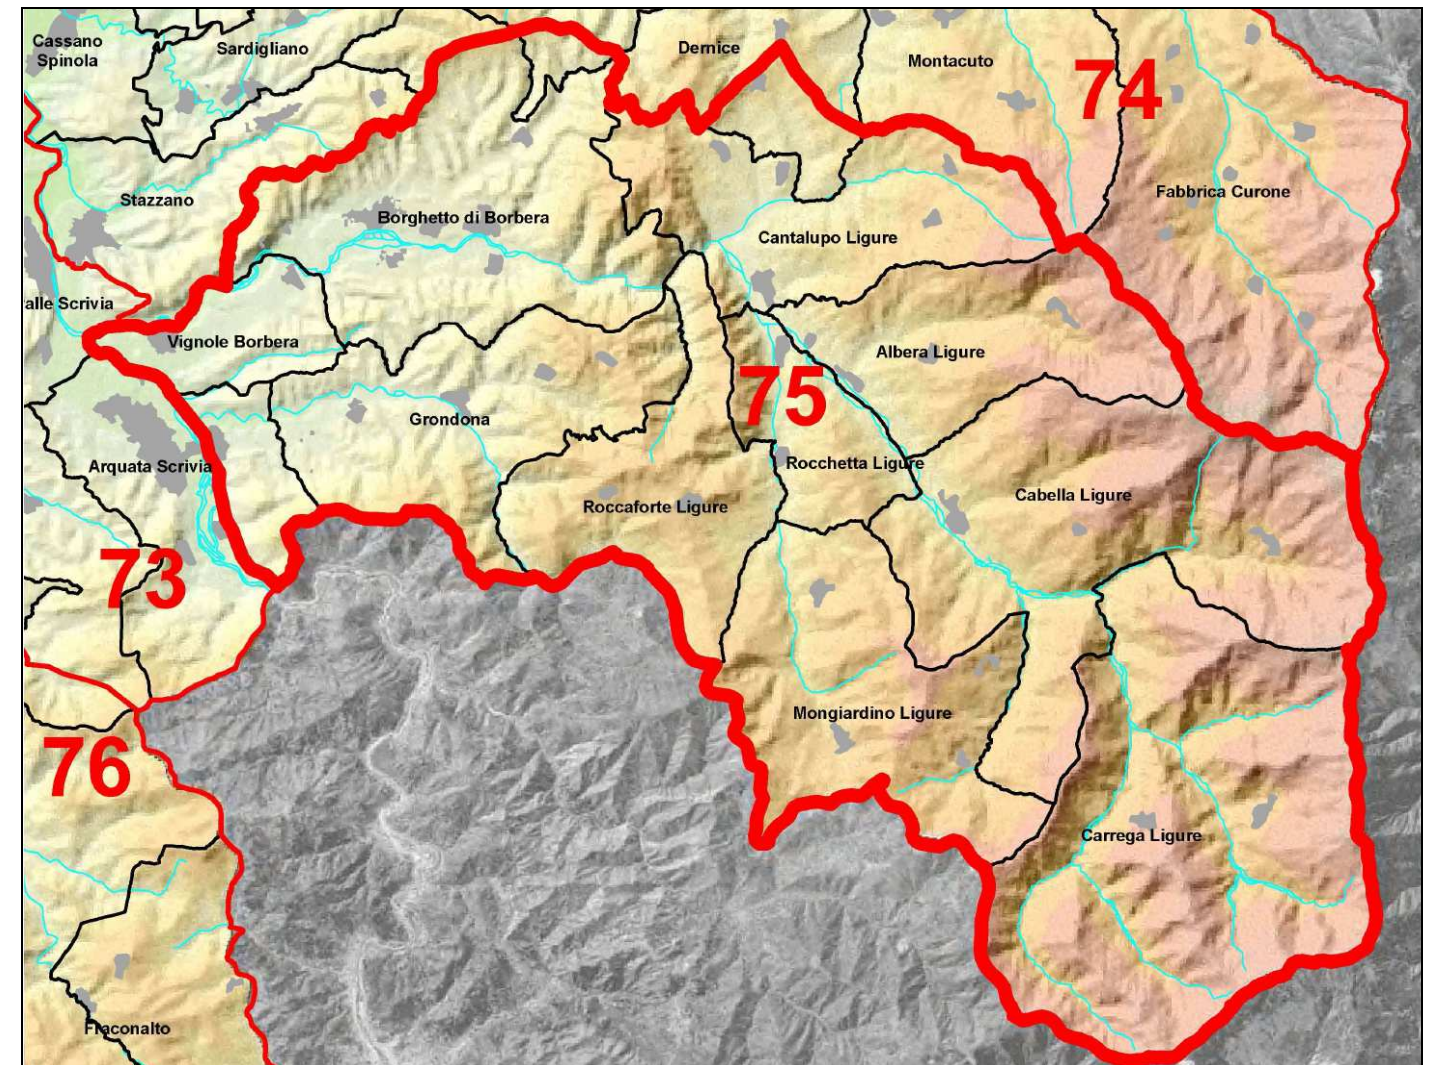 Cassano
Spinola
Sardigliano
Dernice
Montacuto
74
Stazzano
Fabbrica Curone
Borghetto di Borbera
Cantalupo Ligure
alle Scrivia
Vignole Borbera
Albera Ligure
75
Grondona
Arquata Scrivia
Rocchetta Ligure
Cabella Ligure
Roccaforte Ligure
73
Mongiardino Ligure
76
Carrega Ligure
Fraconalto